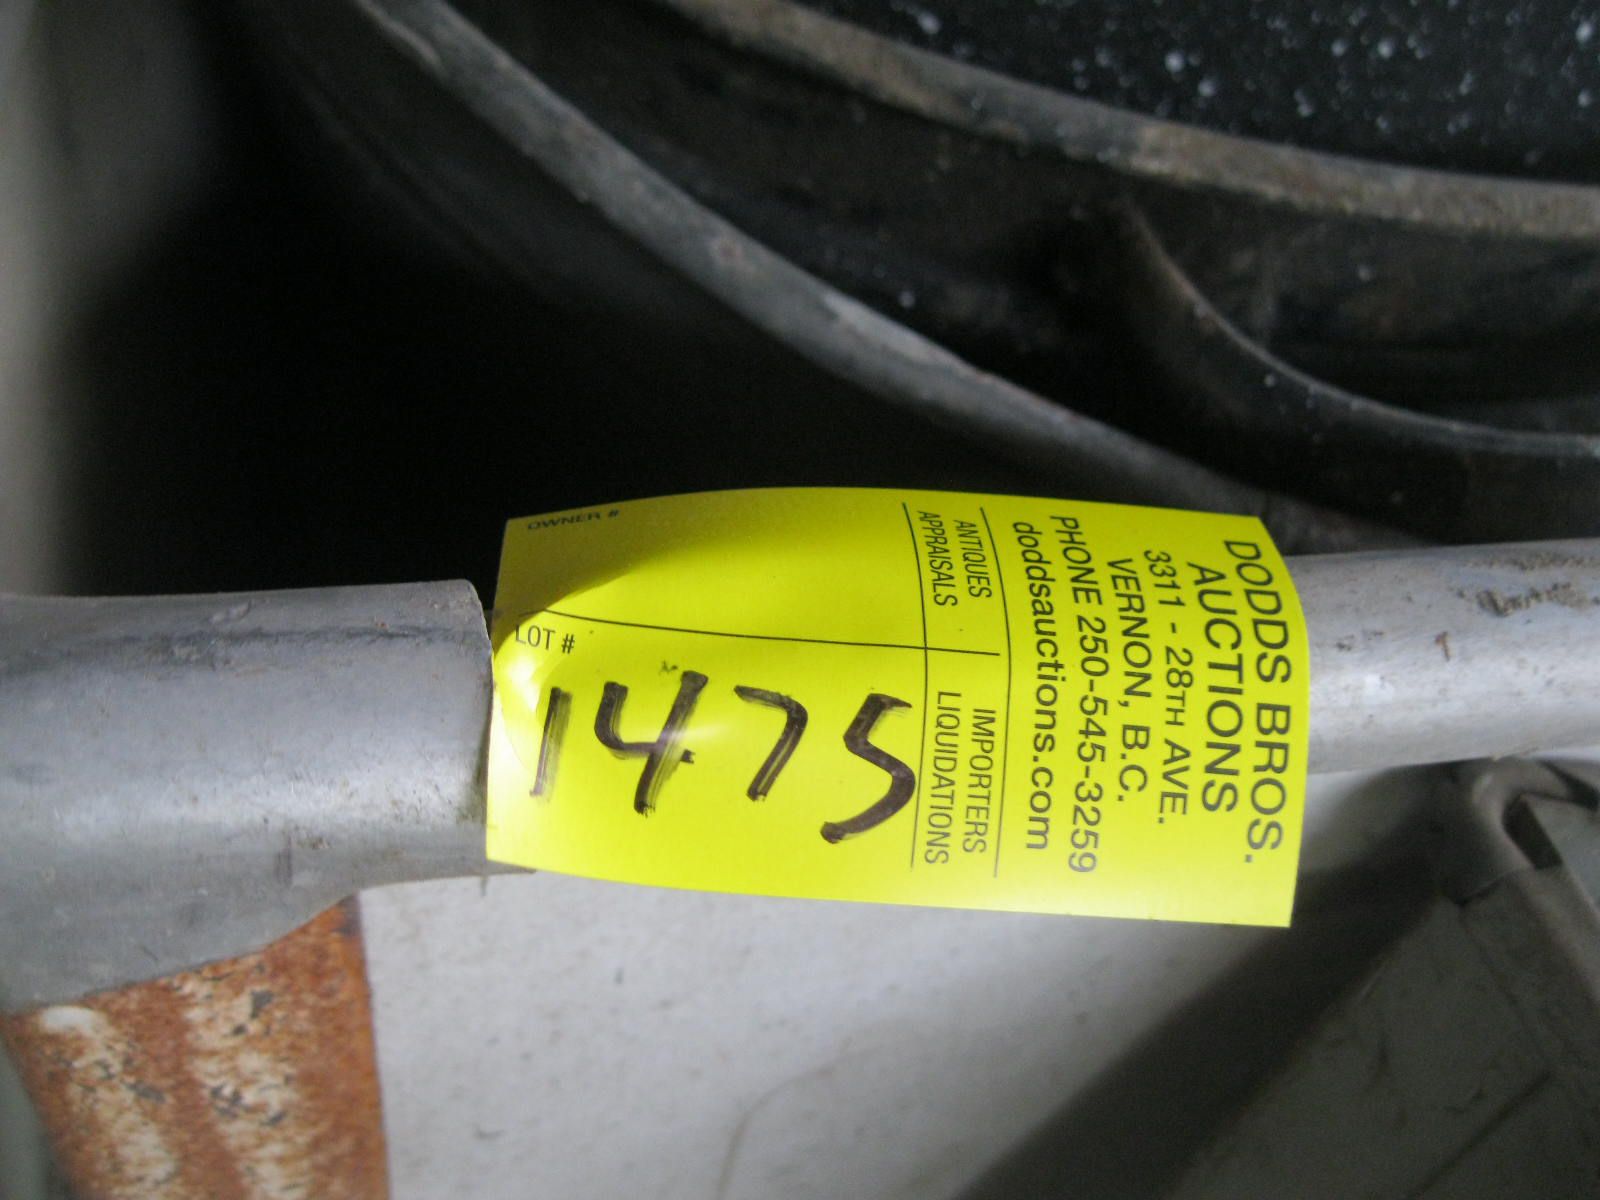 DODDS BROS.
AUCTIONS
3311 - 28TH AVE.
VERNON, B.C.
PHONE 250-545-3259
doddsauctions.com
ANTIQUES
APPRAISALS
IMPORTERS
LIQUIDATIONS
OWNER #
LOT #
1475